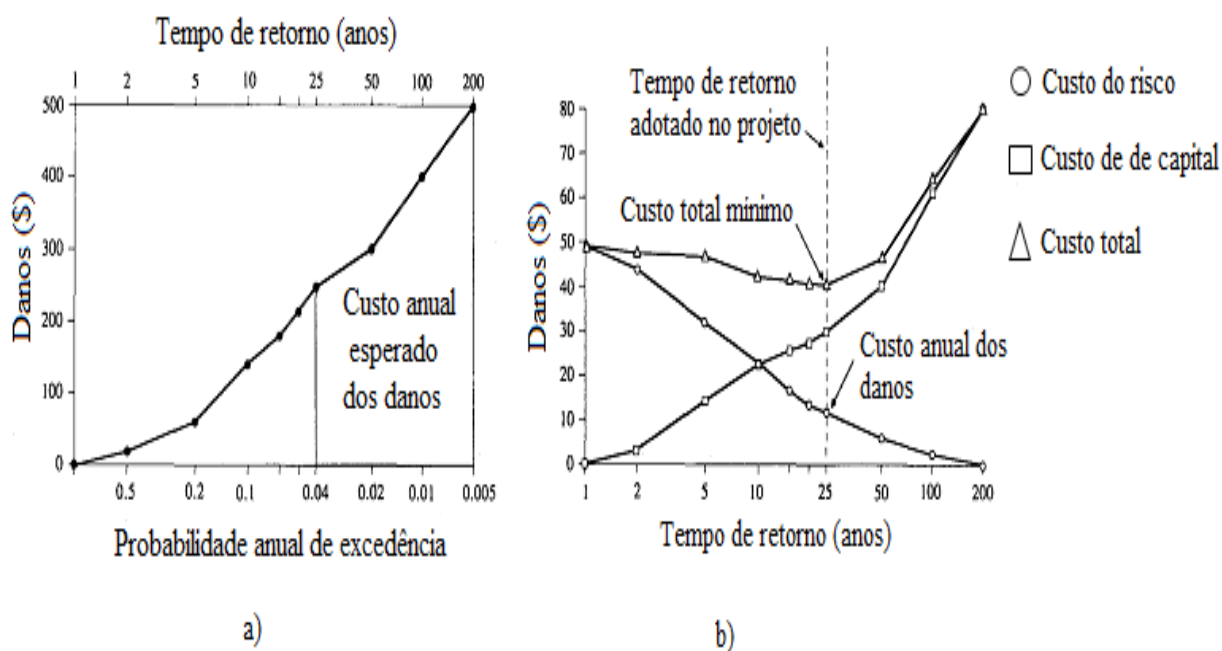 Tempo de retorno (anos)
1 2 5 10 25 50 100 200
500
400
300
200
100
0
Danos ($)
Custo anual
esperado
dos danos
0.5 0.2 0.1 0.04 0.02 0.01 0.005
Probabilidade anual de excedência
a)
80
70
60
50
40
30
20
10
0
Danos ($)
Tempo de retorno
adotado no projeto
Custo total mínimo
Custo anual dos
danos
1 2 5 10 25 50 100 200
Tempo de retorno (anos)
b)
Custo do risco
Custo de de capital
Custo total